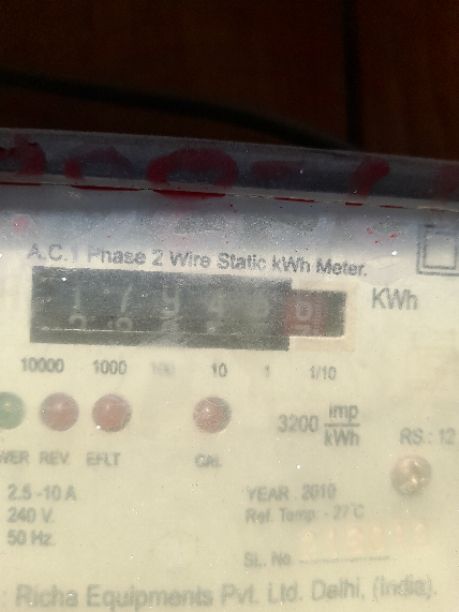 A.C.1 Phase 2 Wire Static kWh Meter.
KWh
10000 1000 100 10 1 1/10
3200 imp/kWh
RS.: 12
REV. EFLT CAL
2.5-10 A
240 V.
50 Hz.
YEAR . 2010
Ref. Temp - 27°C
SL. No
: Richa Equipments Pvt. Ltd. Delhi, (India).